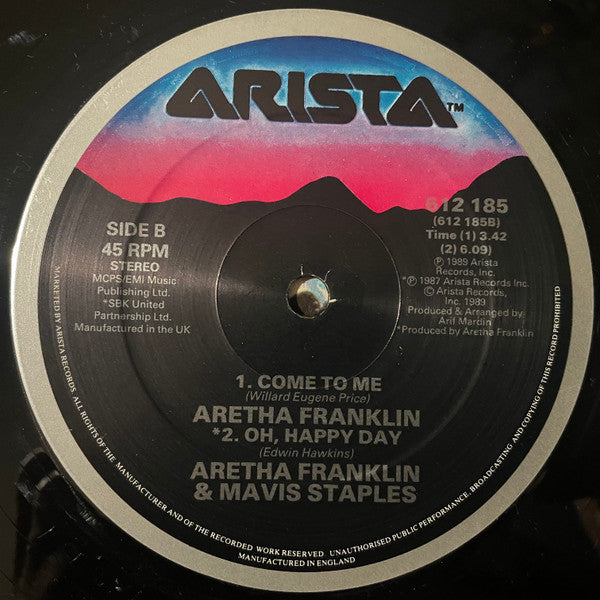 ARISTA™
SIDE B
45 RPM
STEREO
MCPS/EMI Music
Publishing Ltd.
*SBK United
Partnership Ltd.
Manufactured in the UK
612 185
(612 185B)
Time (1) 3.42
(2) 6.09)
℗ 1989 Arista
Records, Inc.
*℗ 1987 Arista Records Inc.
© Arista Records,
Inc. 1989
Produced & Arranged by
Arif Mardin
*Produced by Aretha Franklin
1. COME TO ME
(Willard Eugene Price)
ARETHA FRANKLIN
*2. OH, HAPPY DAY
(Edwin Hawkins)
ARETHA FRANKLIN
& MAVIS STAPLES
MARKETED BY ARISTA RECORDS. ALL RIGHTS OF THE MANUFACTURER AND OF THE RECORDED WORK RESERVED. UNAUTHORISED PUBLIC PERFORMANCE, BROADCASTING AND COPYING OF THIS RECORD PROHIBITED
MANUFACTURED IN ENGLAND